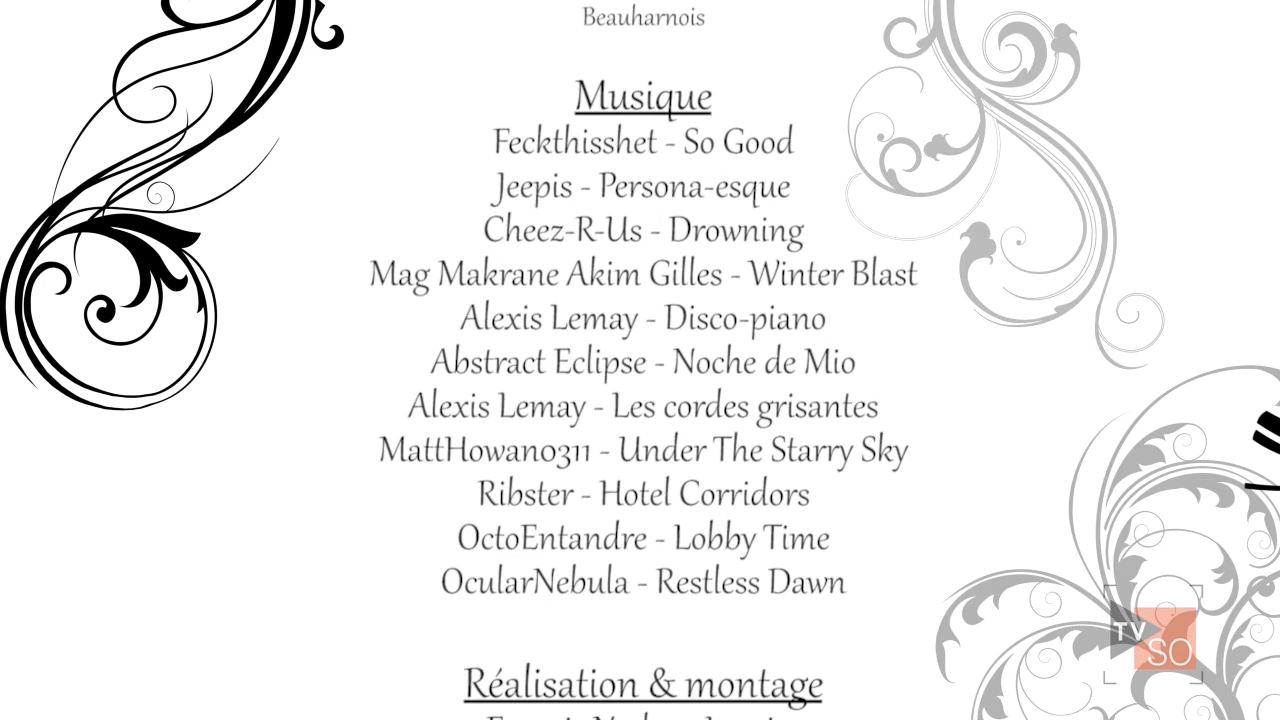 Beauharnois
Musique
Feckthisshet - So Good
Jeepis - Persona-esque
Cheez-R-Us - Drowning
Mag Makrane Akim Gilles - Winter Blast
Alexis Lemay - Disco-piano
Abstract Eclipse - Noche de Mio
Alexis Lemay - Les cordes grisantes
MattHowano311 - Under The Starry Sky
Ribster - Hotel Corridors
OctoEntandre - Lobby Time
OcularNebula - Restless Dawn
Réalisation & montage
TV
SO